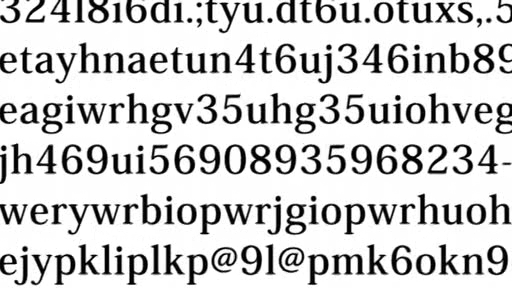 324l8i6di.;tyu.dt6u.otuxs,.5
etayhnaetun4t6uj346inb89
eagiwrhgv35uhg35uiohveg
jh469ui56908935968234-
werywrbiopwrjgiopwrhuoh
ejypkliplkp@9l@pmk6okn9